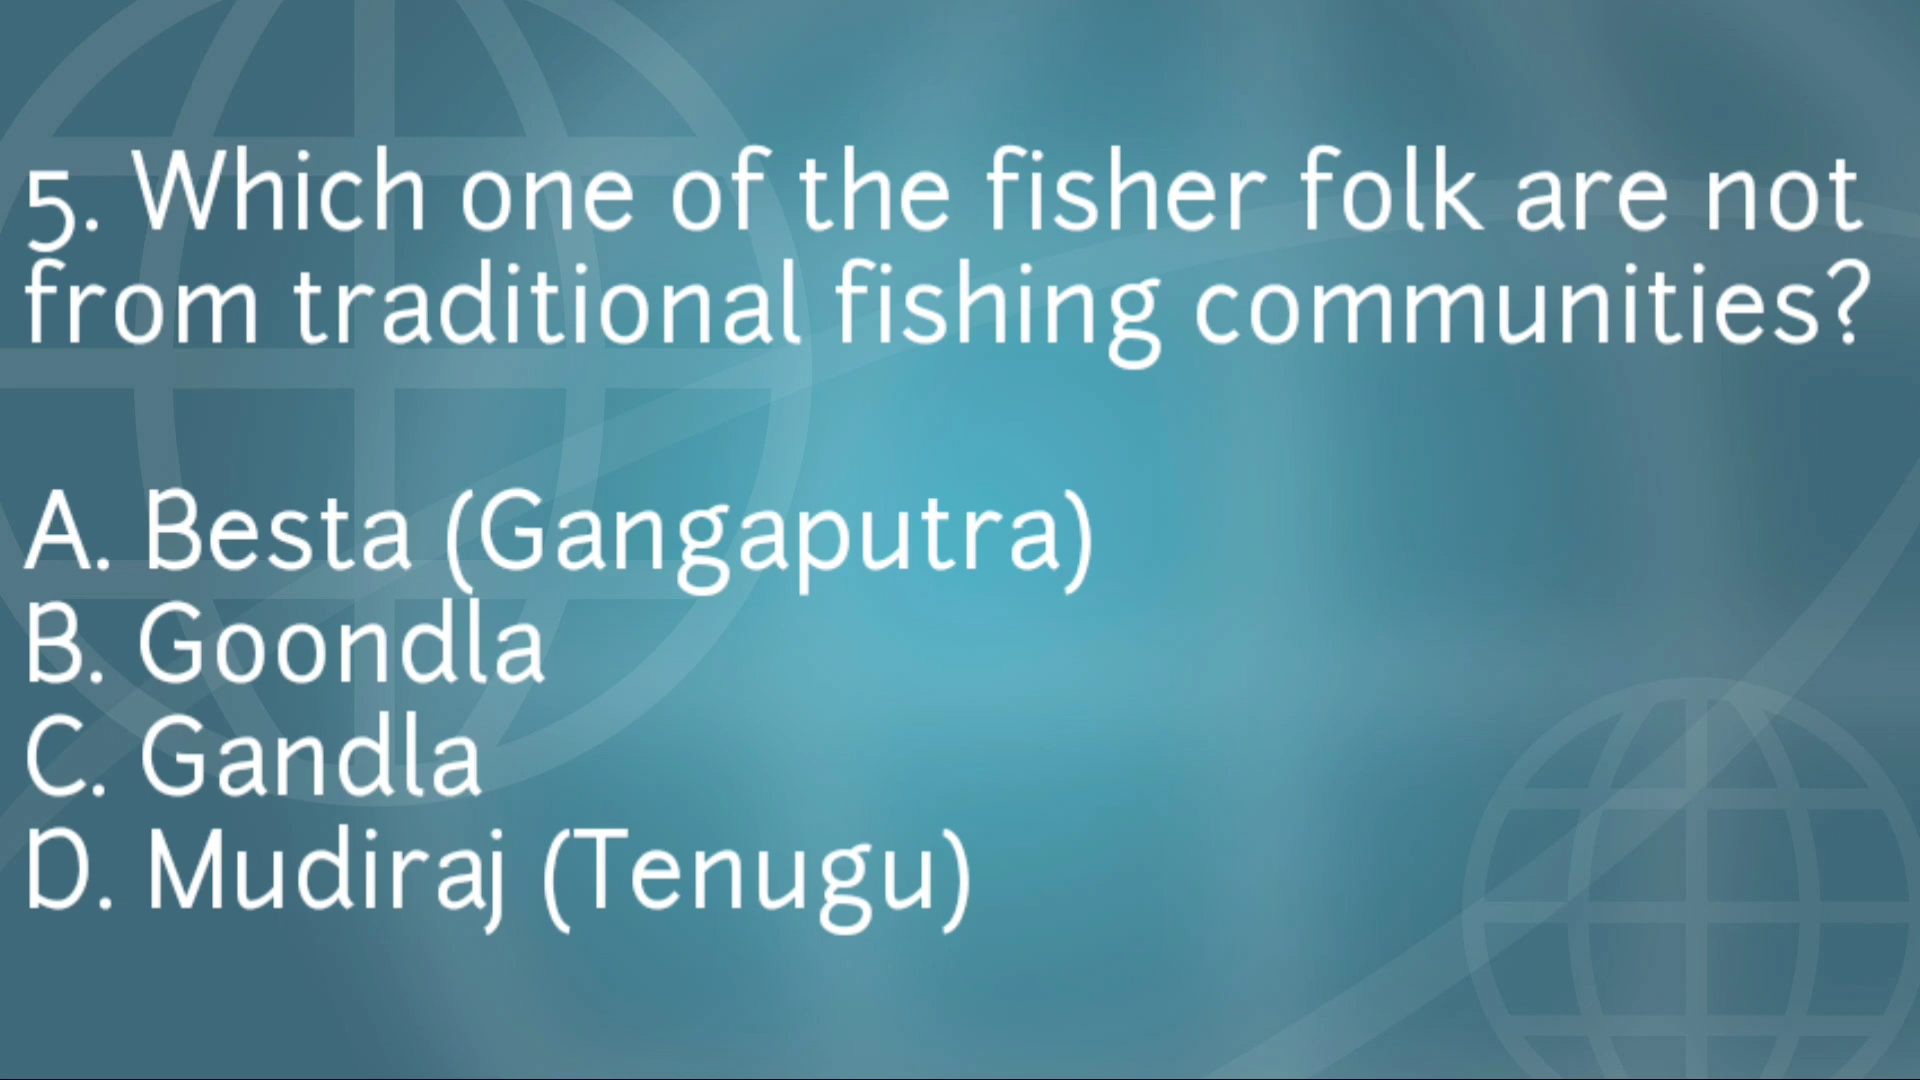 5. Which one of the fisher folk are not
from traditional fishing communities?
A. Besta (Gangaputra)
B. Goondla
C. Gandla
D. Mudiraj (Tenugu)